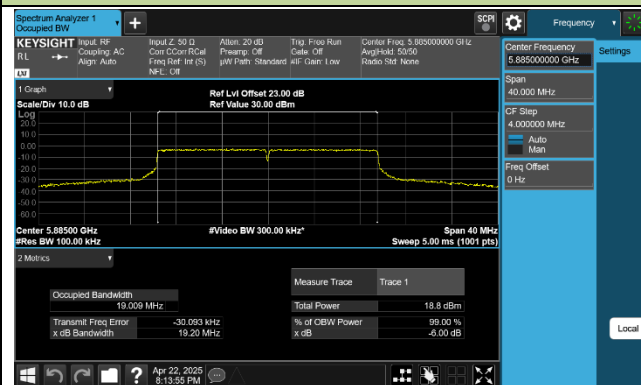 Spectrum Analyzer 1
Occupied BW
SCPI
Frequency
KEYSIGHT Input: RF Input Z: 50 Ω Atten: 20 dB Trig: Free Run Center Freq: 5.885000000 GHz
RL Coupling: AC Corr CCorr RCal Preamp: Off Gate: Off Avg|Hold: 50/50
Align: Auto Freq Ref: Int (S) µW Path: Standard #IF Gain: Low Radio Std: None
LXI NFE: Off
Center Frequency
5.885000000 GHz
Settings
Span
40.000 MHz
CF Step
4.000000 MHz
Auto
Man
Freq Offset
0 Hz
Local
1 Graph
Scale/Div 10.0 dB
Ref Lvl Offset 23.00 dB
Ref Value 30.00 dBm
Log
20.0
10.0
0.00
-10.0
-20.0
-30.0
-40.0
-50.0
-60.0
Center 5.88500 GHz #Video BW 300.00 kHz* Span 40 MHz
#Res BW 100.00 kHz Sweep 5.00 ms (1001 pts)
2 Metrics
Measure Trace Trace 1
Occupied Bandwidth
19.009 MHz
Total Power 18.8 dBm
Transmit Freq Error -30.093 kHz % of OBW Power 99.00 %
x dB Bandwidth 19.20 MHz x dB -6.00 dB
?
Apr 22, 2025
8:13:55 PM